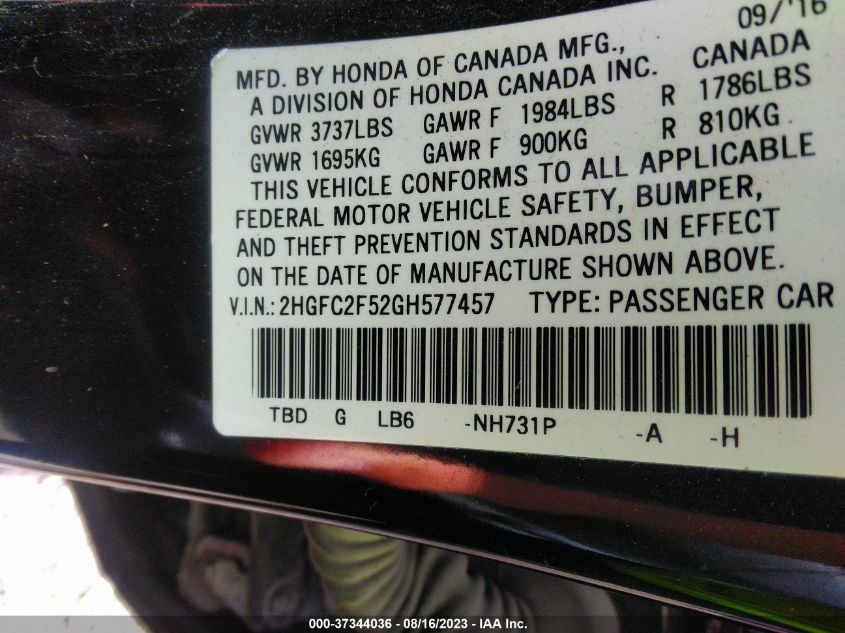 09/'16
MFD. BY HONDA OF CANADA MFG., CANADA
A DIVISION OF HONDA CANADA INC.
GVWR 3737LBS GAWR F 1984LBS R 1786LBS
GVWR 1695KG GAWR F 900KG R 810KG
THIS VEHICLE CONFORMS TO ALL APPLICABLE
FEDERAL MOTOR VEHICLE SAFETY, BUMPER,
AND THEFT PREVENTION STANDARDS IN EFFECT
ON THE DATE OF MANUFACTURE SHOWN ABOVE.
V.I.N.: 2HGFC2F52GH577457 TYPE: PASSENGER CAR
TBD G LB6 -NH731P -A -H
000-37344036 - 08/16/2023 - IAA Inc.